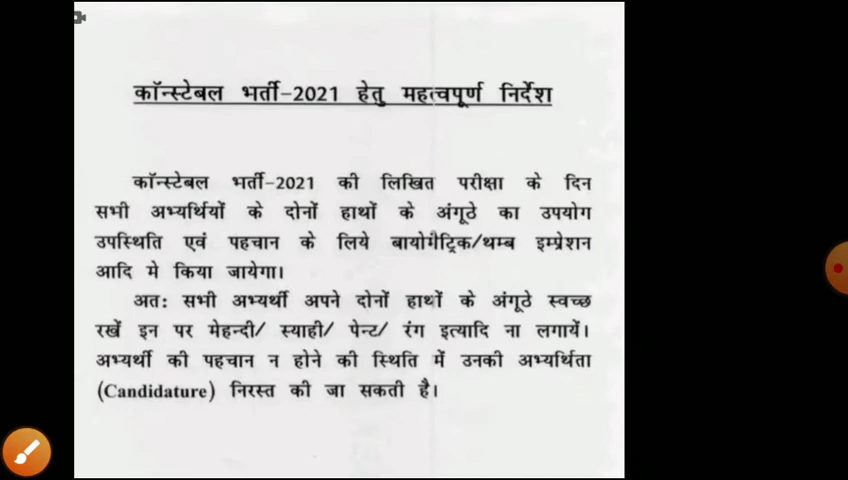 कॉन्स्टेबल भर्ती-2021 हेतु महत्वपूर्ण निर्देश
कॉन्स्टेबल भर्ती-2021 की लिखित परीक्षा के दिन
सभी अभ्यर्थियों के दोनों हाथों के अंगूठे का उपयोग
उपस्थिति एवं पहचान के लिये बायोमैट्रिक/थम्ब इम्प्रेशन
आदि मे किया जायेगा।
अतः सभी अभ्यर्थी अपने दोनों हाथों के अंगूठे स्वच्छ
रखें इन पर मेहन्दी/ स्याही/ पेन्ट/ रंग इत्यादि ना लगायें।
अभ्यर्थी की पहचान न होने की स्थिति में उनकी अभ्यर्थिता
(Candidature) निरस्त की जा सकती है।